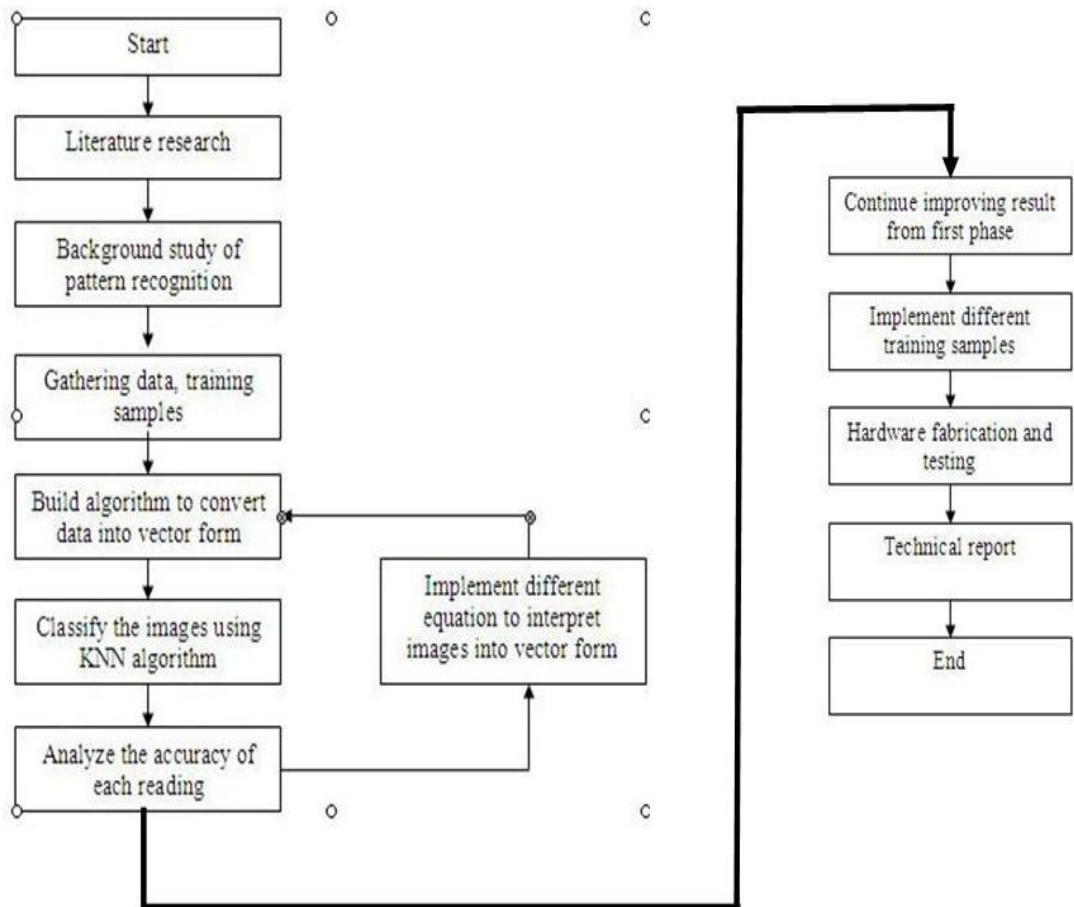 Start
Literature research
Background study of
pattern recognition
Gathering data, training
samples
Build algorithm to convert
data into vector form
Classify the images using
KNN algorithm
Analyze the accuracy of
each reading
Implement different
equation to interpret
images into vector form
Continue improving result
from first phase
Implement different
training samples
Hardware fabrication and
testing
Technical report
End